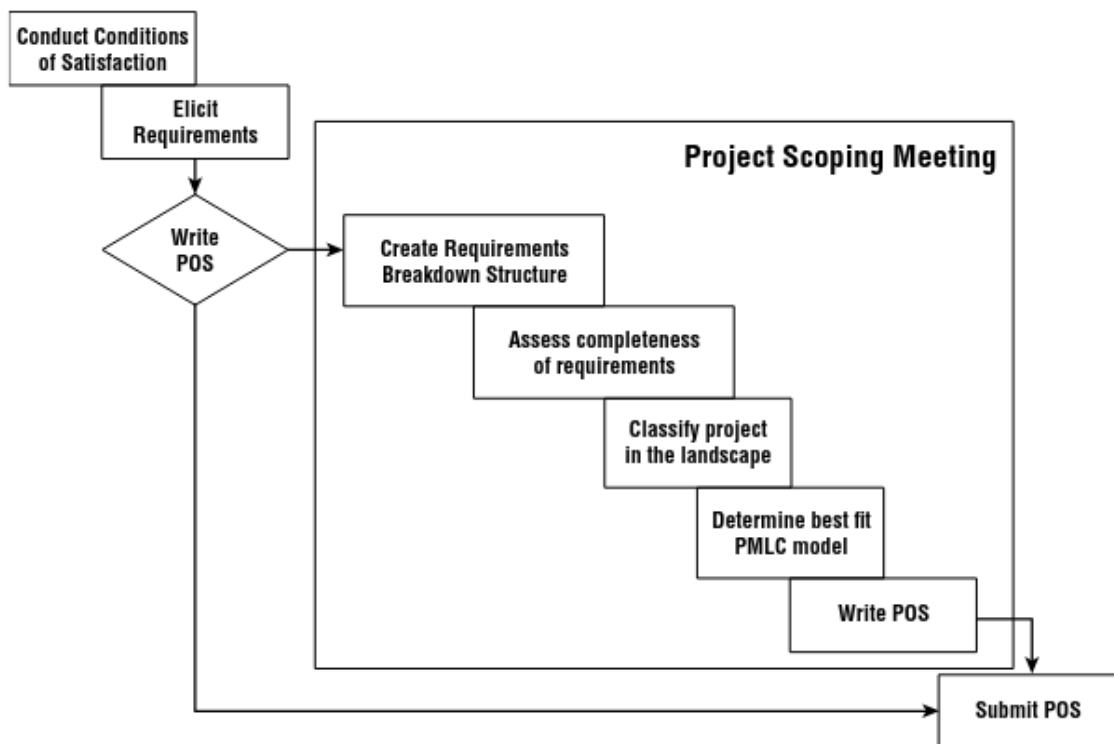 Conduct Conditions
of Satisfaction
Elicit
Requirements
Project Scoping Meeting
Write
POS
Create Requirements
Breakdown Structure
Assess completeness
of requirements
Classify project
in the landscape
Determine best fit
PMLC model
Write POS
Submit POS